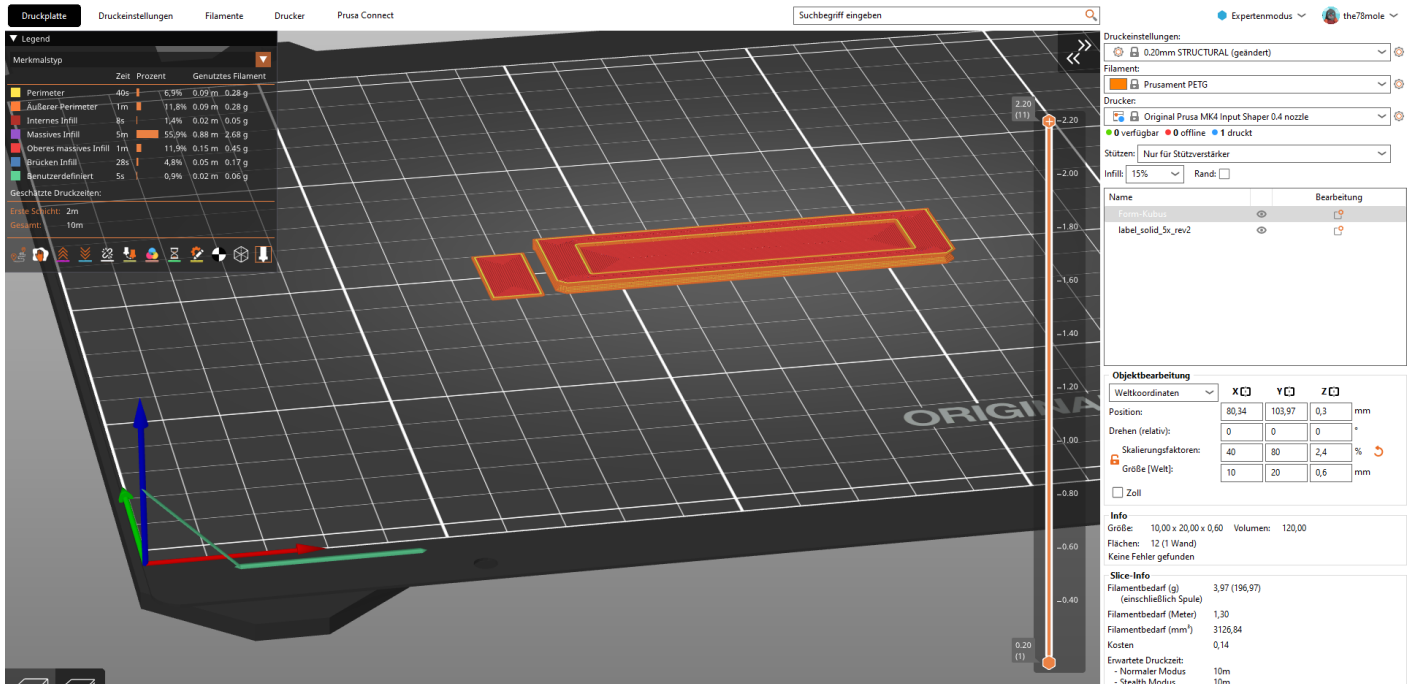 Druckplatte Druckeinstellungen Filamente Drucker Prusa Connect Suchbegriff eingeben Expertenmodus the78mole
Legend
Merkmalstyp
Zeit Prozent Genutztes Filament
Perimeter 40s 6,9% 0.09 m 0.28 g
Äußerer Perimeter 1m 11,8% 0.09 m 0.28 g
Internes Infill 8s 1,4% 0.02 m 0.05 g
Massives Infill 5m 55,9% 0.88 m 2.68 g
Oberes massives Infill 1m 11,9% 0.15 m 0.45 g
Brücken Infill 28s 4,8% 0.05 m 0.17 g
Benutzerdefiniert 5s 0,9% 0.02 m 0.06 g
Geschätzte Druckzeiten:
Erste Schicht: 2m
Gesamt: 10m
ORIGINA
2.20
(11)
2.20
2.00
1.80
1.60
1.40
1.20
1.00
0.80
0.60
0.40
0.20
(1)
Druckeinstellungen:
0.20mm STRUCTURAL (geändert)
Filament:
Prusament PETG
Drucker:
Original Prusa MK4 Input Shaper 0.4 nozzle
0 verfügbar 0 offline 1 druckt
Stützen: Nur für Stützverstärker
Infill: 15% Rand:
Name Bearbeitung
Form-Kubus
label_solid_5x_rev2
Objektbearbeitung
Weltkoordinaten X Y Z
Position: 80,34 103,97 0,3 mm
Drehen (relativ): 0 0 0 °
Skalierungsfaktoren: 40 80 2,4 %
Größe [Welt]: 10 20 0,6 mm
Zoll
Info
Größe: 10,00 x 20,00 x 0,60 Volumen: 120,00
Flächen: 12 (1 Wand)
Keine Fehler gefunden
Slice-Info
Filamentbedarf (g) 3,97 (196,97)
(einschließlich Spule)
Filamentbedarf (Meter) 1,30
Filamentbedarf (mm³) 3126,84
Kosten 0,14
Erwartete Druckzeit:
- Normaler Modus 10m
- Stealth Modus 10m